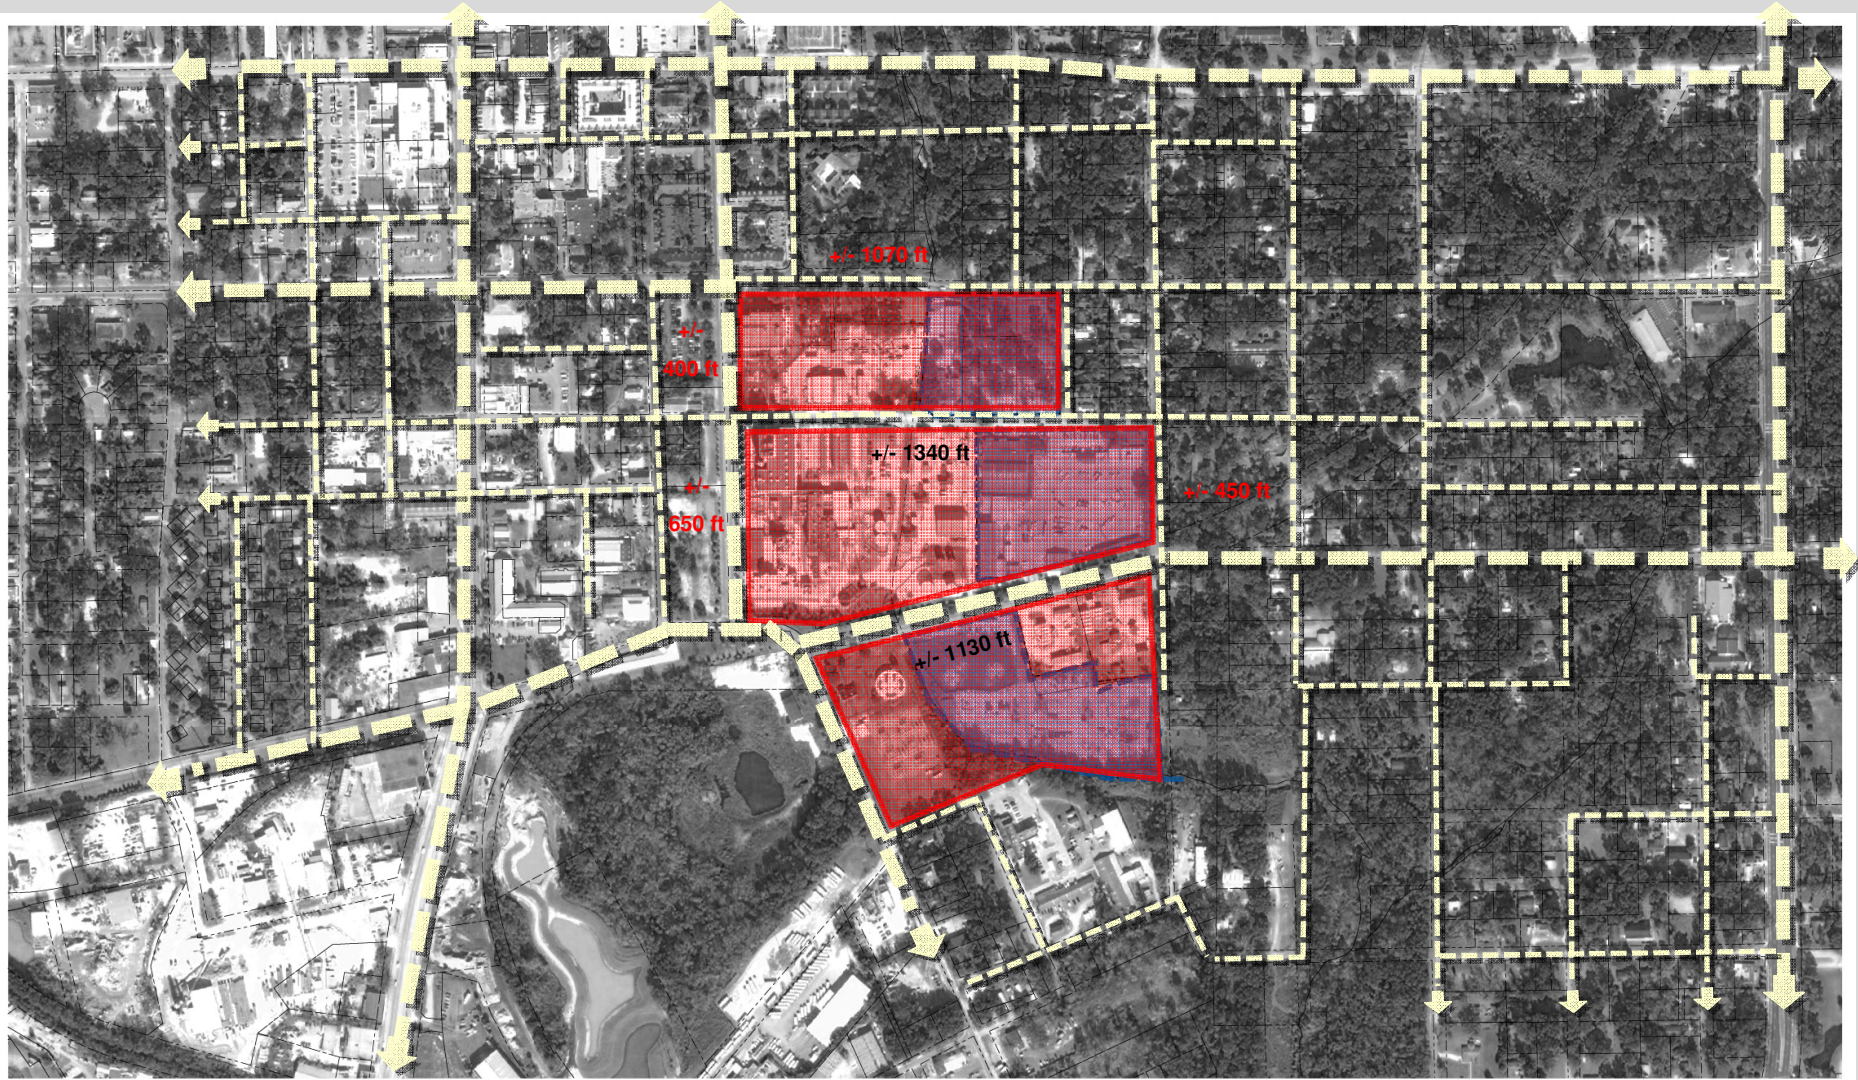 +/- 1070 ft
+/-
400 ft
+/- 1340 ft
+/-
650 ft
+/- 450 ft
+/- 1130 ft